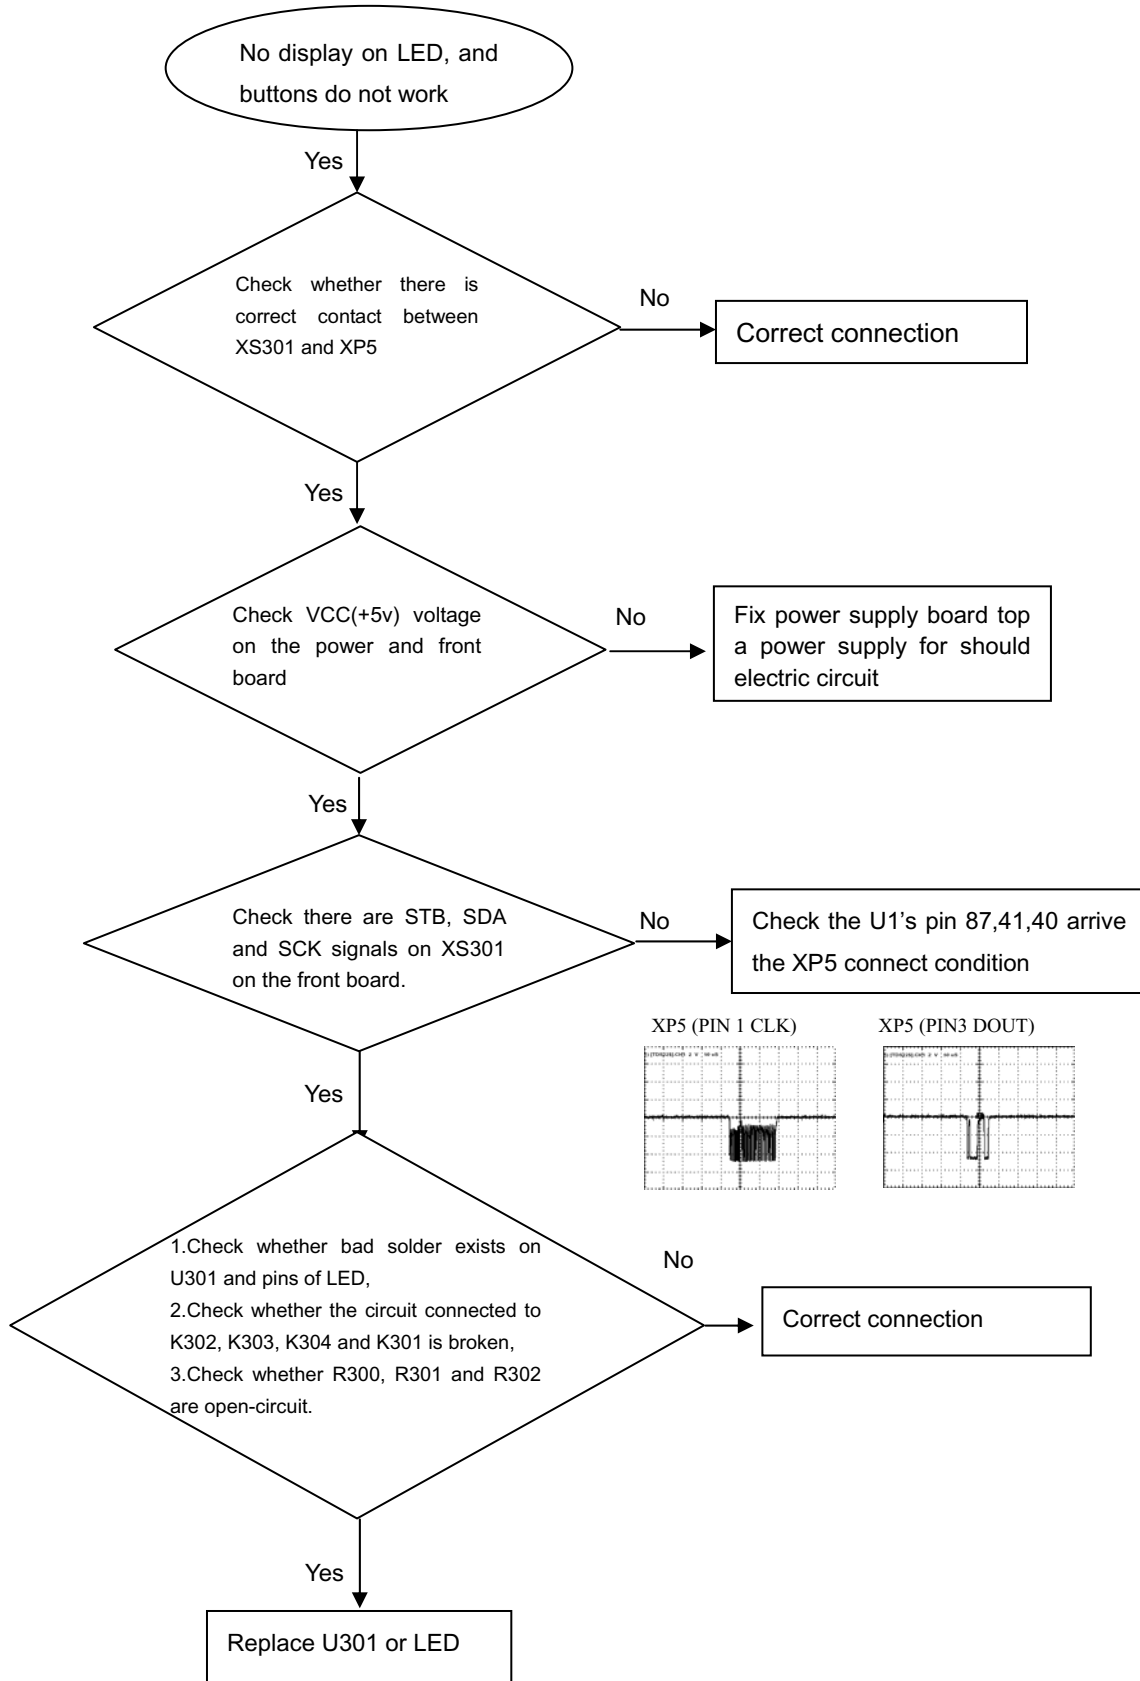 No display on LED, and
buttons do not work
Yes
Check whether there is
correct contact between
XS301 and XP5
No
Correct connection
Yes
Check VCC(+5v) voltage
on the power and front
board
No
Fix power supply board top
a power supply for should
electric circuit
Yes
Check there are STB, SDA
and SCK signals on XS301
on the front board.
No
Check the U1’s pin 87,41,40 arrive
the XP5 connect condition
XP5 (PIN 1 CLK)
XP5 (PIN3 DOUT)
Yes
1.Check whether bad solder exists on
U301 and pins of LED,
2.Check whether the circuit connected to
K302, K303, K304 and K301 is broken,
3.Check whether R300, R301 and R302
are open-circuit.
No
Correct connection
Yes
Replace U301 or LED